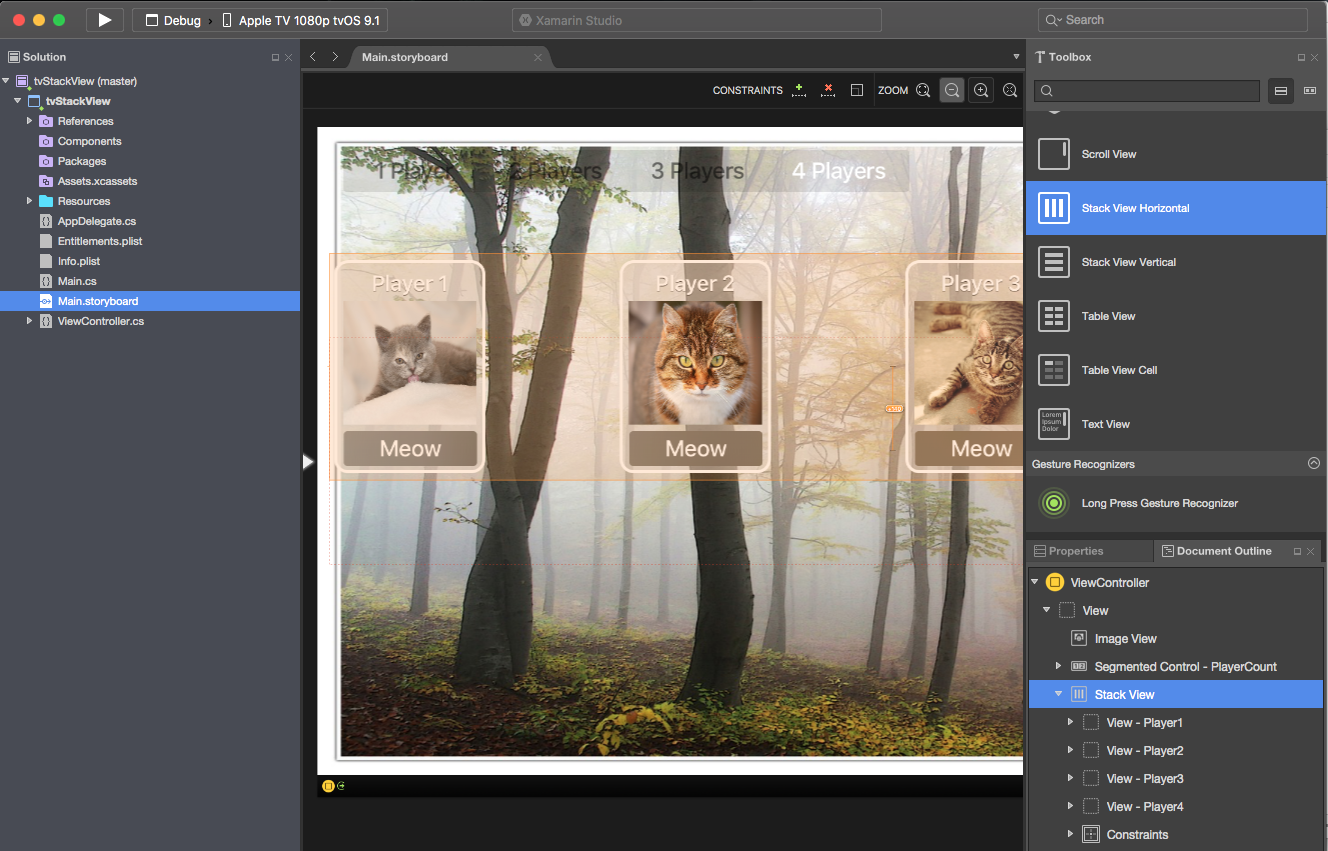 Debug › Apple TV 1080p tvOS 9.1
Xamarin Studio
Search
Solution
tvStackView (master)
tvStackView
References
Components
Packages
Assets.xcassets
Resources
AppDelegate.cs
Entitlements.plist
Info.plist
Main.cs
Main.storyboard
ViewController.cs
Main.storyboard
CONSTRAINTS
ZOOM
1 Player 2 Players 3 Players 4 Players
Player 1
Meow
Player 2
Meow
Player 3
Meow
Toolbox
Scroll View
Stack View Horizontal
Stack View Vertical
Table View
Table View Cell
Lorem
Ipsum
Dolor
Text View
Gesture Recognizers
Long Press Gesture Recognizer
Properties
Document Outline
ViewController
View
Image View
Segmented Control - PlayerCount
Stack View
View - Player1
View - Player2
View - Player3
View - Player4
Constraints